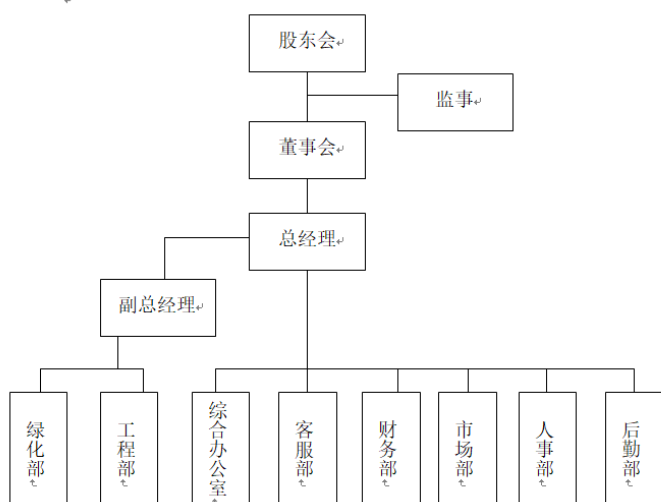 股东会
监事
董事会
总经理
副总经理
绿化部
工程部
综合办公室
客服部
财务部
市场部
人事部
后勤部